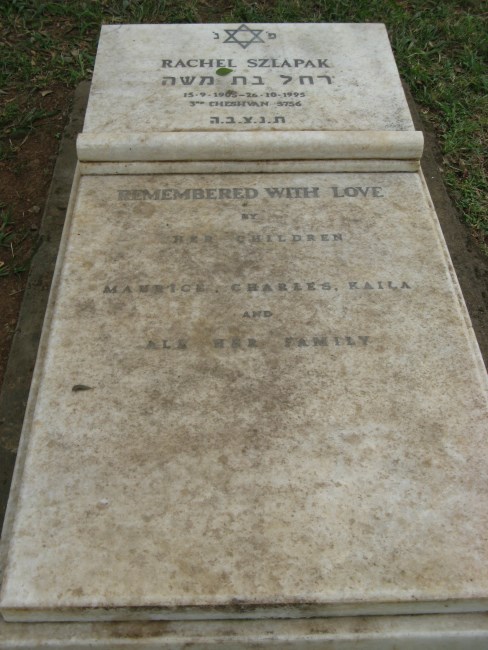 פ נ
RACHEL SZLAPAK
רחל בת משה
15-9-1905-26-10-1995
3RD CHESHVAN 5756
ת.נ.צ.ב.ה
REMEMBERED WITH LOVE
BY
HER CHILDREN
MAURICE, CHARLES, KAILA
AND
ALL HER FAMILY